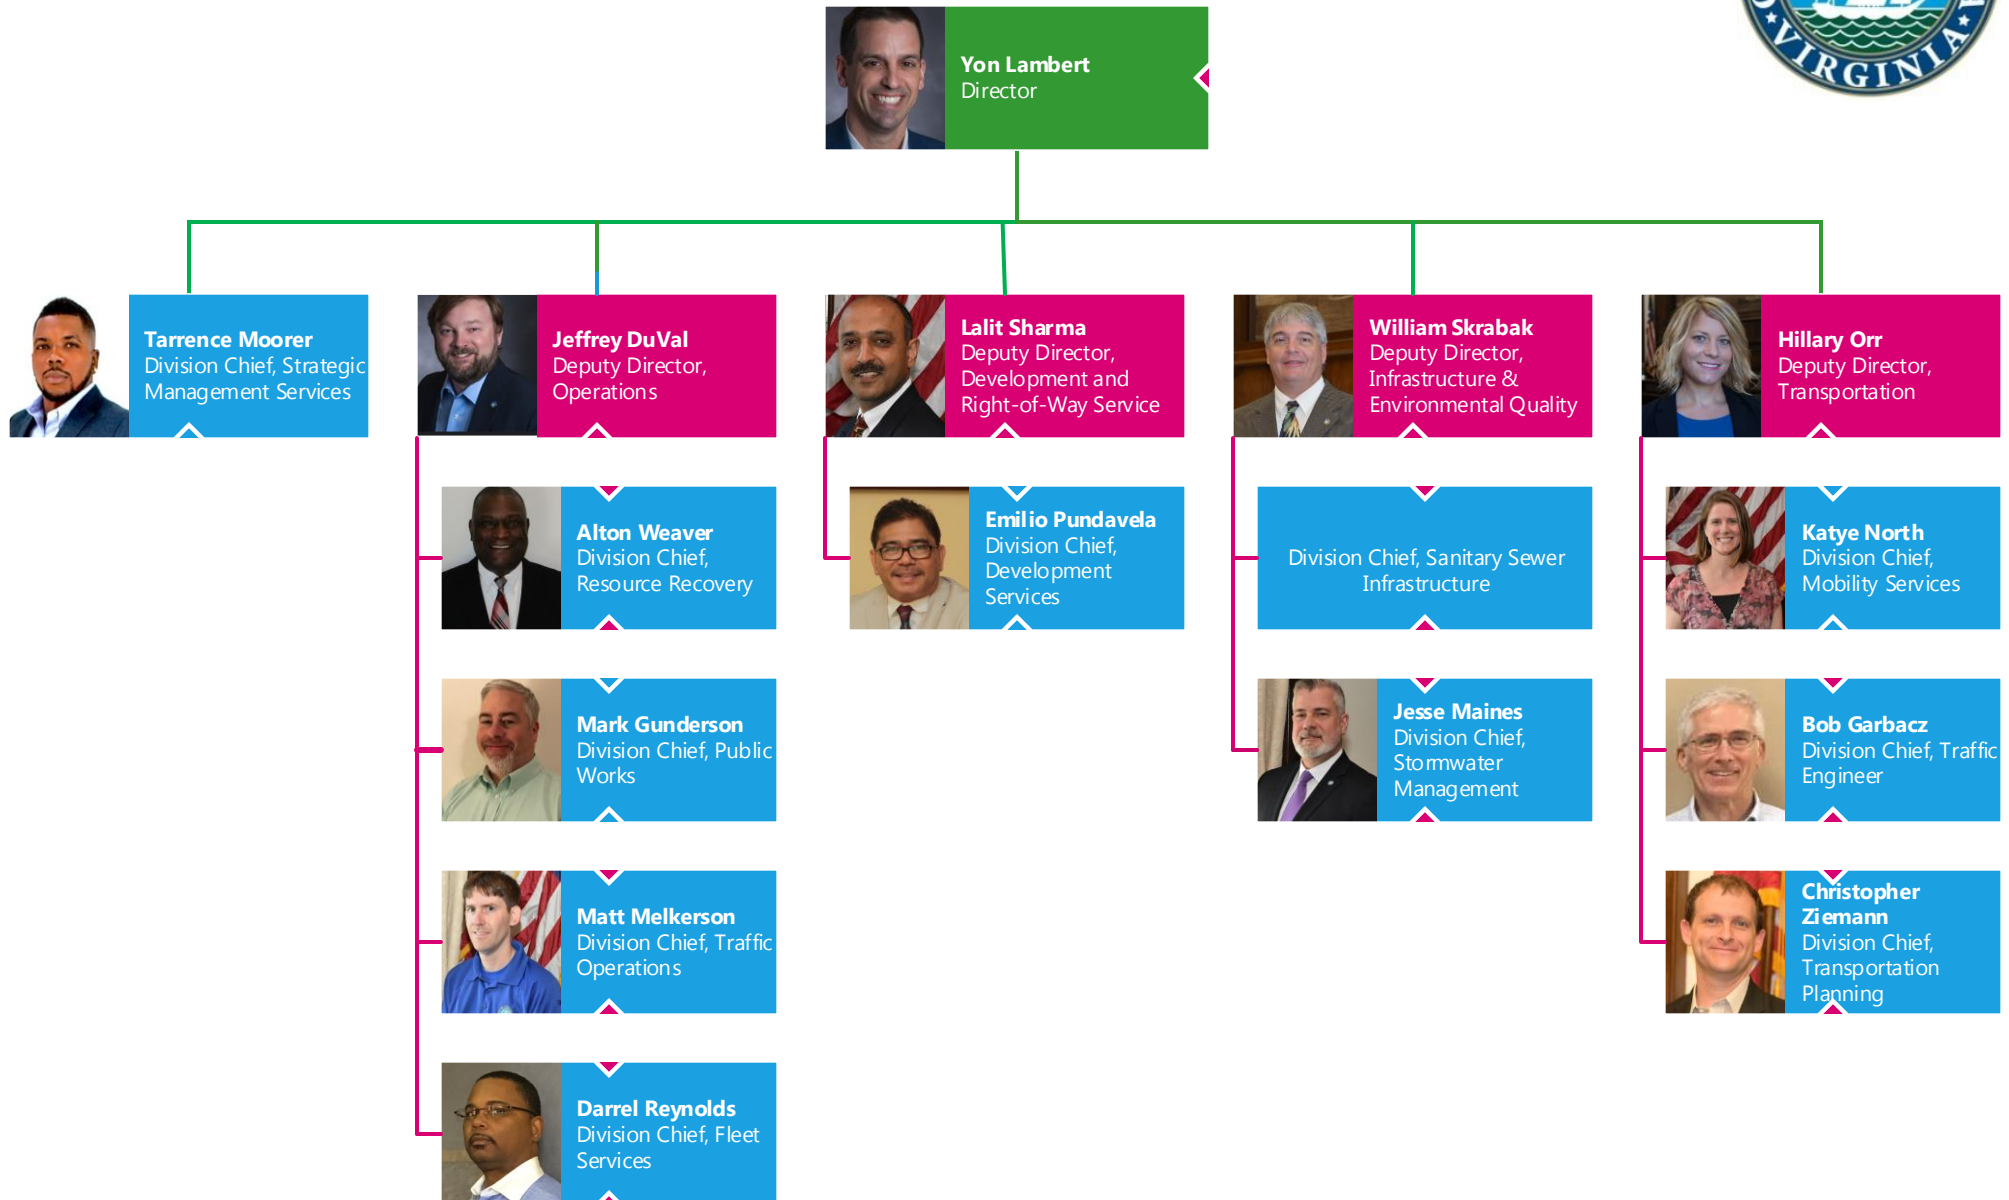 VIRGINIA
Yon Lambert
Director
Tarrence Moorer
Division Chief, Strategic
Management Services
Jeffrey DuVal
Deputy Director,
Operations
Lalit Sharma
Deputy Director,
Development and
Right-of-Way Service
William Skrabak
Deputy Director,
Infrastructure &
Environmental Quality
Hillary Orr
Deputy Director,
Transportation
Alton Weaver
Division Chief,
Resource Recovery
Mark Gunderson
Division Chief, Public
Works
Matt Melkerson
Division Chief, Traffic
Operations
Darrel Reynolds
Division Chief, Fleet
Services
Emilio Pundavela
Division Chief,
Development
Services
Division Chief, Sanitary Sewer
Infrastructure
Jesse Maines
Division Chief,
Stormwater
Management
Katye North
Division Chief,
Mobility Services
Bob Garbacz
Division Chief, Traffic
Engineer
Christopher
Ziemann
Division Chief,
Transportation
Planning